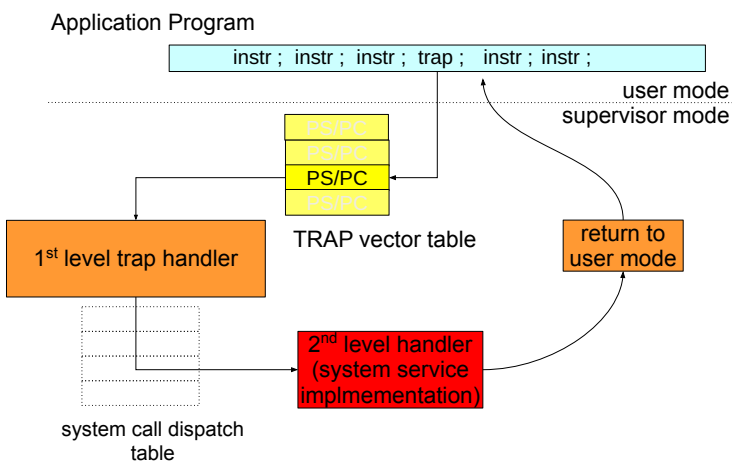 Application Program
instr ; instr ; instr ; trap ; instr ; instr ;
user mode
supervisor mode
PS/PC
PS/PC
PS/PC
PS/PC
TRAP vector table
1st level trap handler
return to
user mode
2nd level handler
(system service
implmementation)
system call dispatch
table